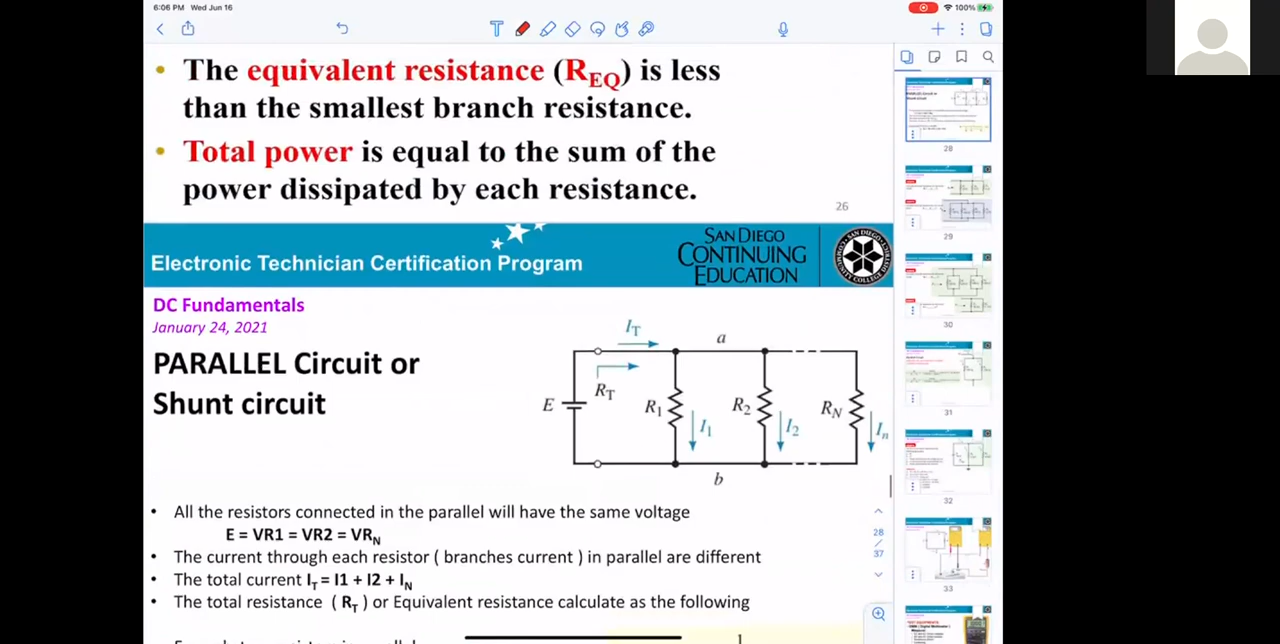 6:06 PM Wed Jun 16
100%
• The equivalent resistance (REQ) is less
than the smallest branch resistance.
• Total power is equal to the sum of the
power dissipated by each resistance.
26
Electronic Technician Certification Program
SAN DIEGO
CONTINUING
EDUCATION
DC Fundamentals
January 24, 2021
PARALLEL Circuit or
Shunt circuit
IT
a
RT
E
R1
I1
R2
I2
RN
In
b
• All the resistors connected in the parallel will have the same voltage
E = VR1 = VR2 = VRN
• The current through each resistor ( branches current ) in parallel are different
• The total current IT = I1 + I2 + IN
• The total resistance ( RT ) or Equivalent resistance calculate as the following
28
/
37
28
29
30
31
32
33